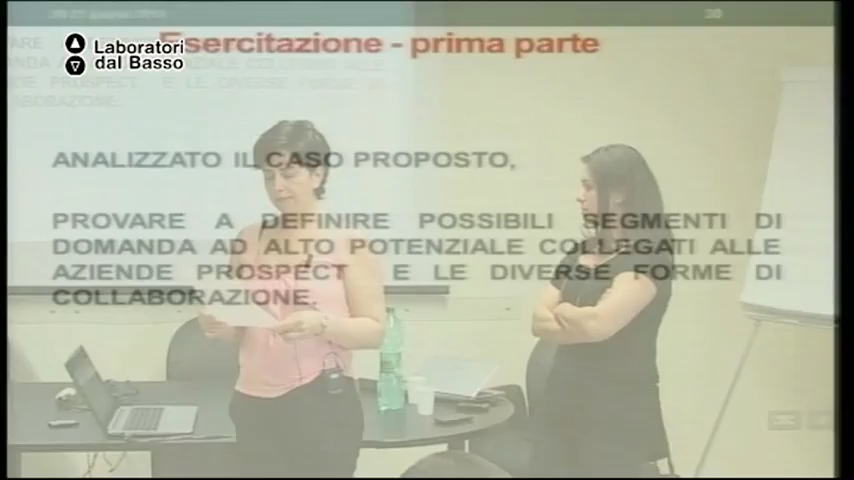 30
Laboratori
dal Basso
Esercitazione - prima parte
ANALIZZATO IL CASO PROPOSTO,
PROVARE A DEFINIRE POSSIBILI SEGMENTI DI
DOMANDA AD ALTO POTENZIALE COLLEGATI ALLE
AZIENDE PROSPECT E LE DIVERSE FORME DI
COLLABORAZIONE.